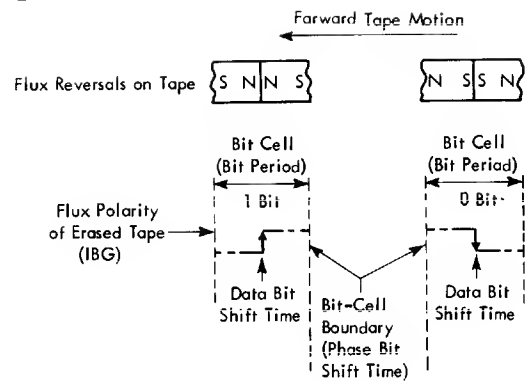 Farward Tape Motion
Flux Reversals on Tape
S N N S
N S S N
Bit Cell
(Bit Period)
1 Bit
Bit Cell
(Bit Periad)
0 Bit
Flux Polarity
of Erased Tape
(IBG)
Data Bit
Shift Time
Bit-Cell
Boundary
(Phase Bit
Shift Time)
Data Bit
Shift Time